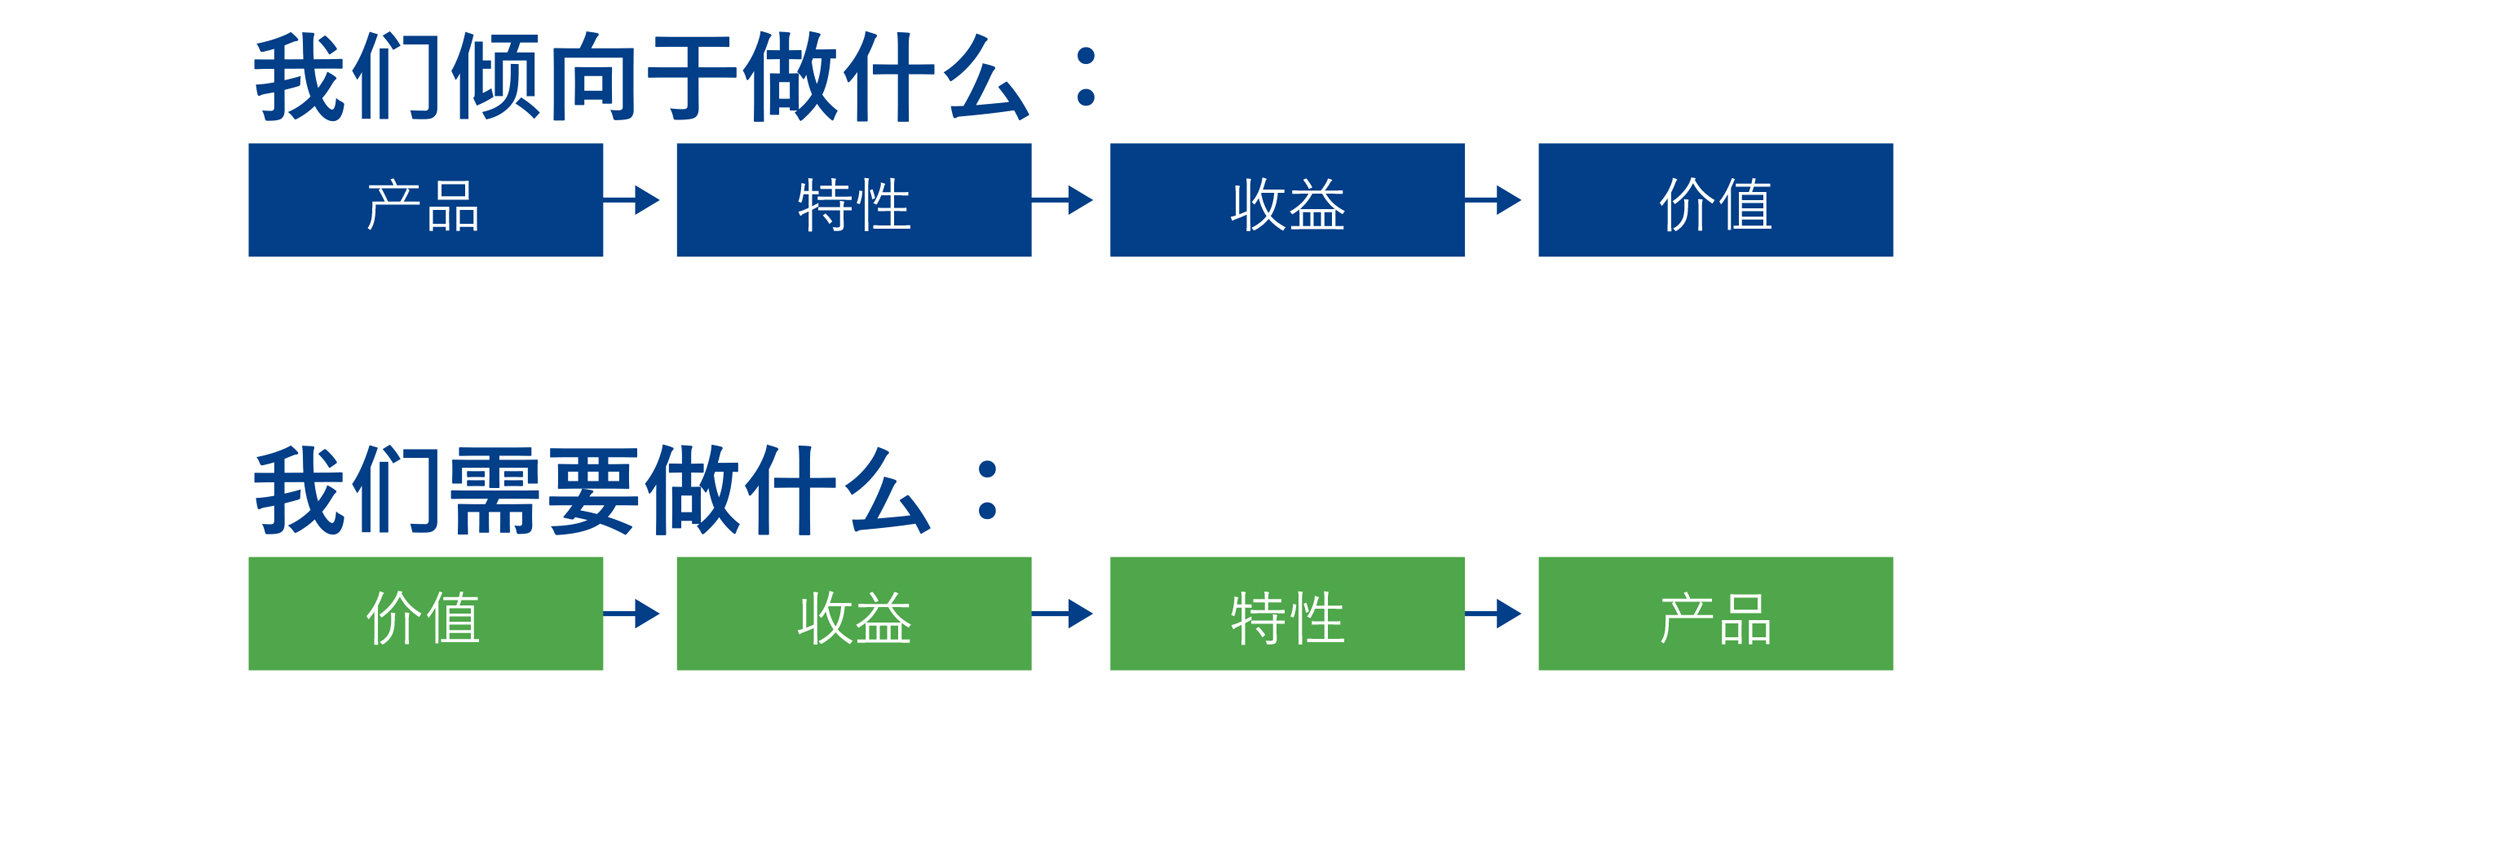 我们倾向于做什么：
产品 特性 收益 价值
我们需要做什么：
价值 收益 特性 产品